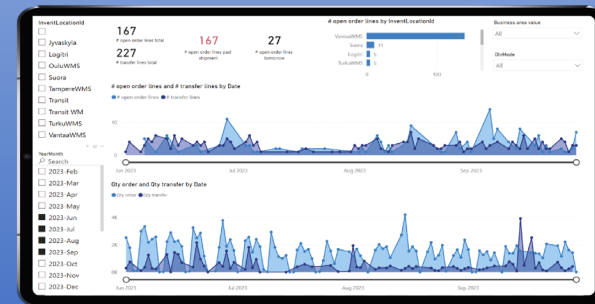 InventLocationId
Jyvaskyla
Logitri
OuluWMS
Suora
TampereWMS
Transit
Transit WM
TurkuWMS
VantaaWMS
YearMonth
Search
2023-Feb
2023-Mar
2023-Apr
2023-May
2023-Jun
2023-Jul
2023-Aug
2023-Sep
2023-Oct
2023-Nov
2023-Dec
167
# open order lines total
227
# transfer lines total
167
# open order lines past
shipment
27
# open order lines
tomorrow
# open order lines by InventLocationId
VantaaWMS
Suora 11
Logitri 5
TurkuWMS 5
0 100
Business area value
All
QtrMode
All
# open order lines and # transfer lines by Date
# open order lines # transfer lines
0
Jun 2023 Jul 2023 Aug 2023 Sep 2023
Qty order and Qty transfer by Date
Qty order Qty transfer
4K
2K
0K
Jun 2023 Jul 2023 Aug 2023 Sep 2023